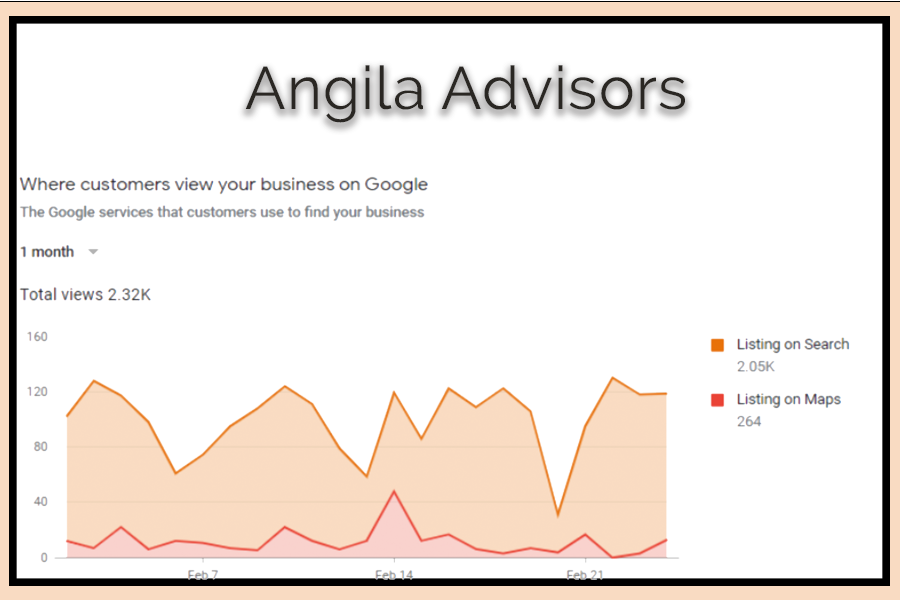 Angila Advisors
Where customers view your business on Google
The Google services that customers use to find your business
1 month
Total views 2.32K
160
120
80
40
0
Feb 7
Feb 14
Feb 21
Listing on Search
2.05K
Listing on Maps
264